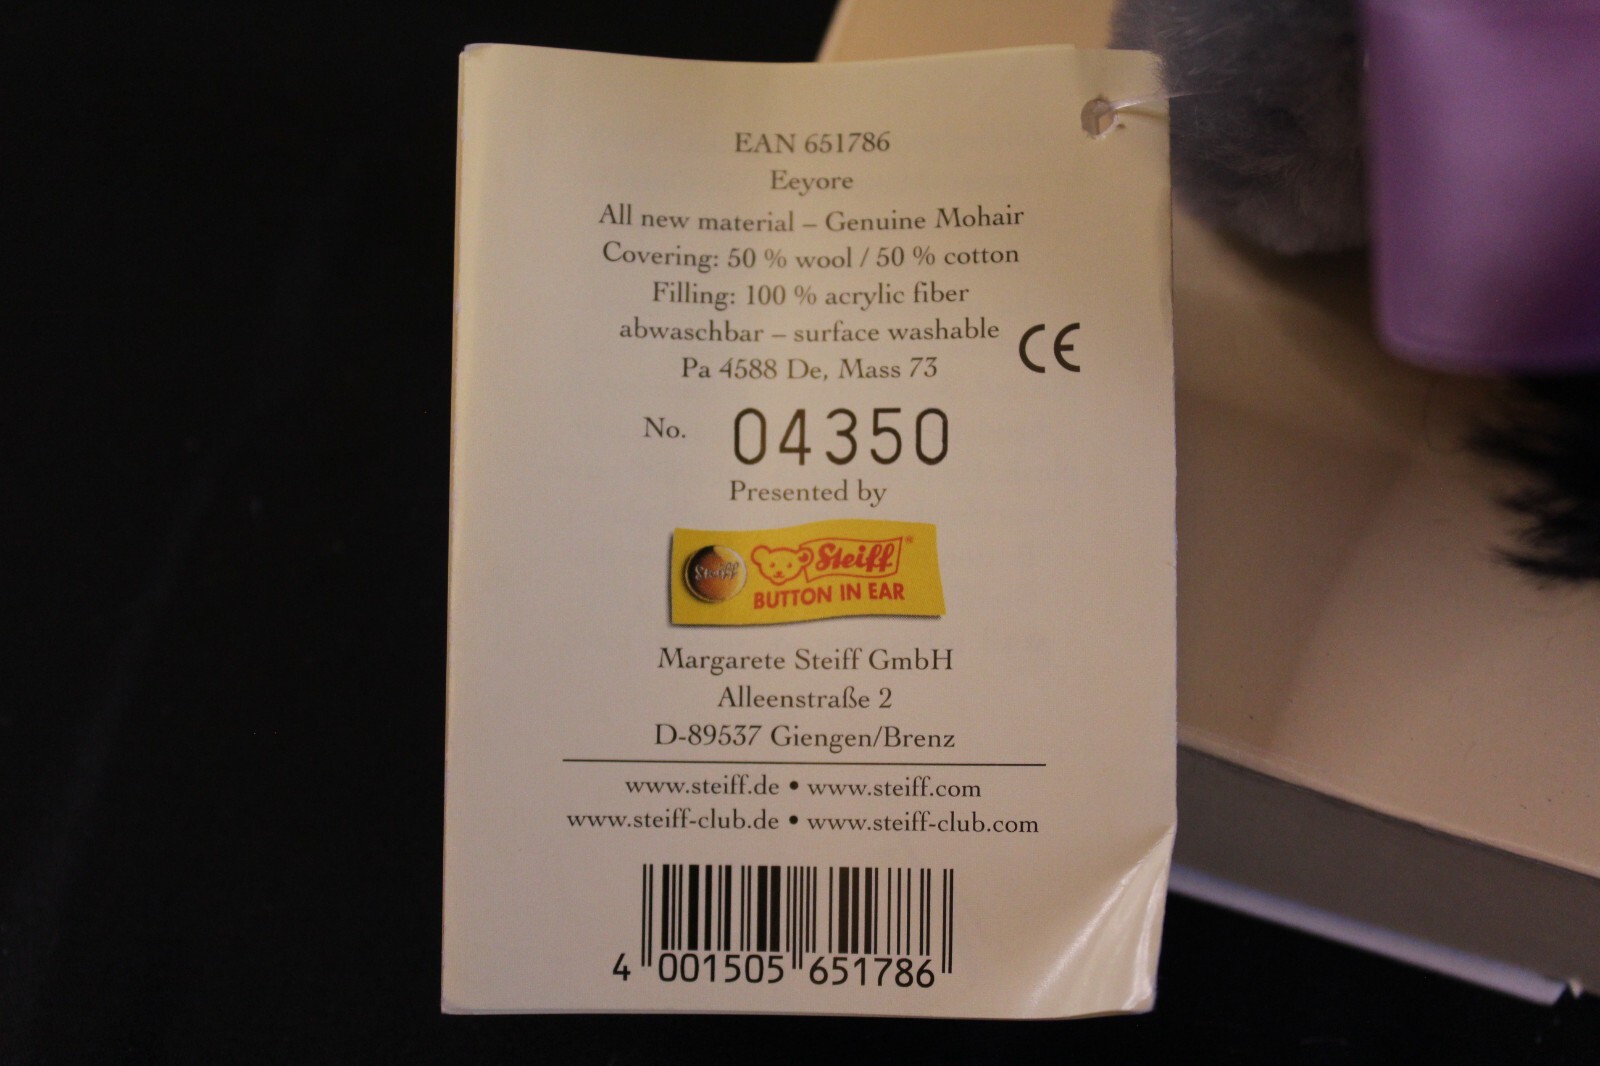 EAN 651786
Eeyore
All new material – Genuine Mohair
Covering: 50 % wool / 50 % cotton
Filling: 100 % acrylic fiber
abwaschbar – surface washable
CE
Pa 4588 De, Mass 73
No. 04350
Presented by
Steiff
Steiff®
BUTTON IN EAR
Margarete Steiff GmbH
Alleenstraße 2
D-89537 Giengen/Brenz
www.steiff.de • www.steiff.com
www.steiff-club.de • www.steiff-club.com
4 001505 651786